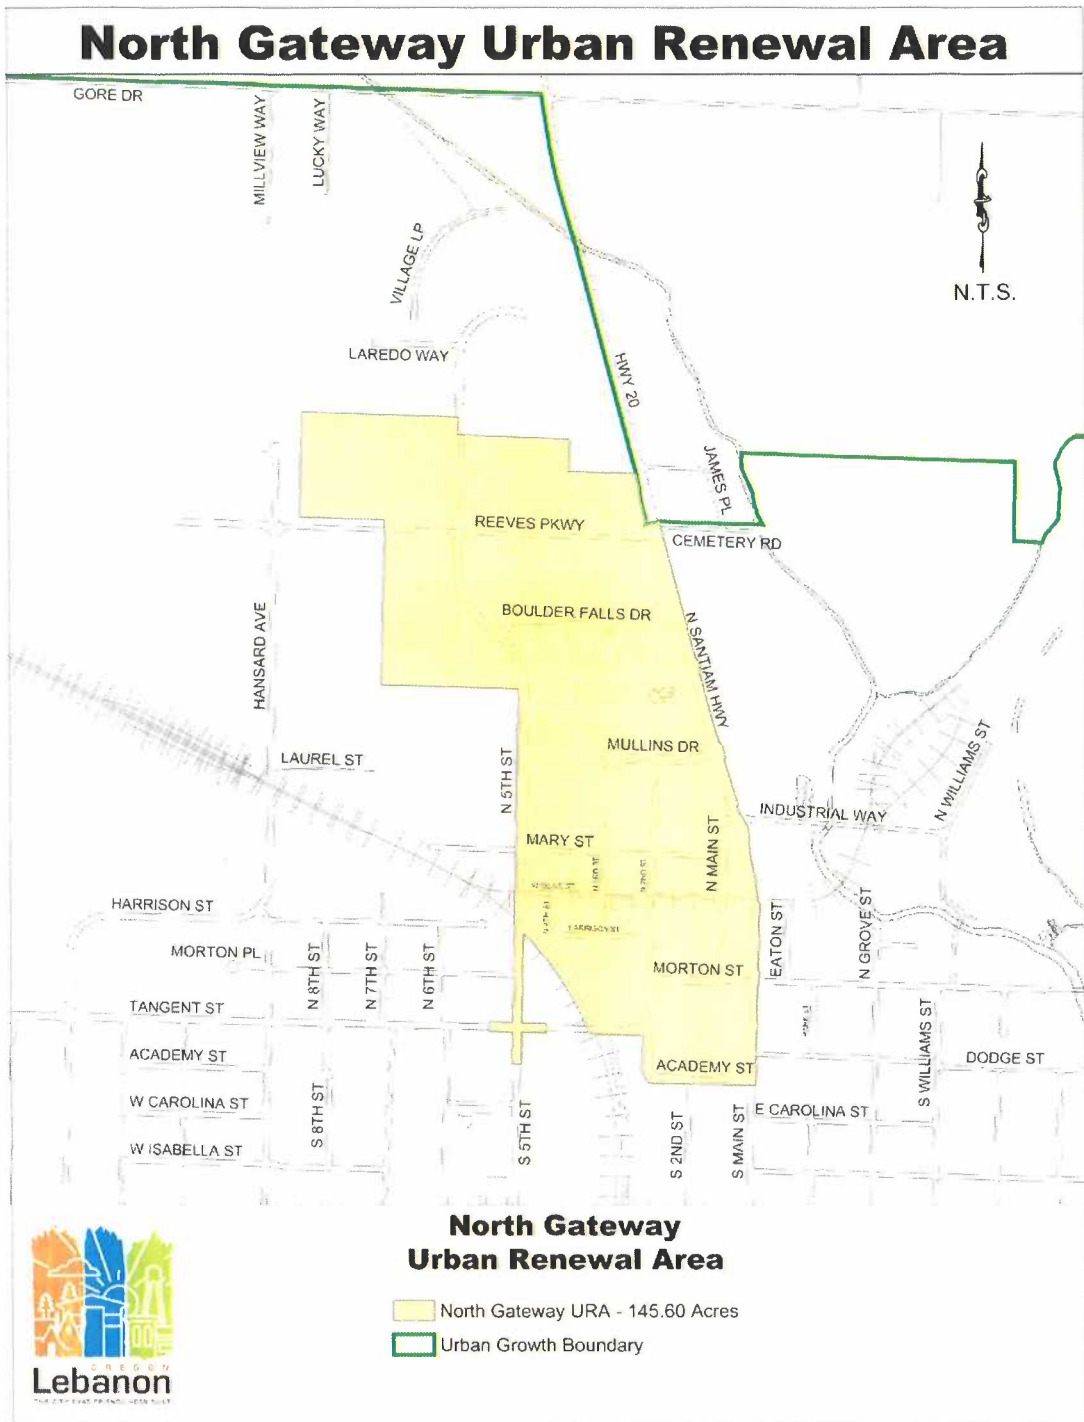 North Gateway Urban Renewal Area
GORE DR
MILLVIEW WAY
LUCKY WAY
VILLAGE LP
N.T.S.
LAREDO WAY
HWY 20
JAMES PL
REEVES PKWY
CEMETERY RD
BOULDER FALLS DR
HANSARD AVE
N SANTIAM HWY
MULLINS DR
LAUREL ST
N 5TH ST
N WILLIAMS ST
INDUSTRIAL WAY
MARY ST
N MAIN ST
N 2ND ST
HARRISON ST
EATON ST
N GROVE ST
MORTON PL
N 8TH ST
N 7TH ST
N 6TH ST
MORTON ST
TANGENT ST
S WILLIAMS ST
ACADEMY ST
ACADEMY ST
DODGE ST
W CAROLINA ST
S 8TH ST
E CAROLINA ST
W ISABELLA ST
S 5TH ST
S 2ND ST
S MAIN ST
North Gateway
Urban Renewal Area
North Gateway URA - 145.60 Acres
Urban Growth Boundary
OREGON
Lebanon